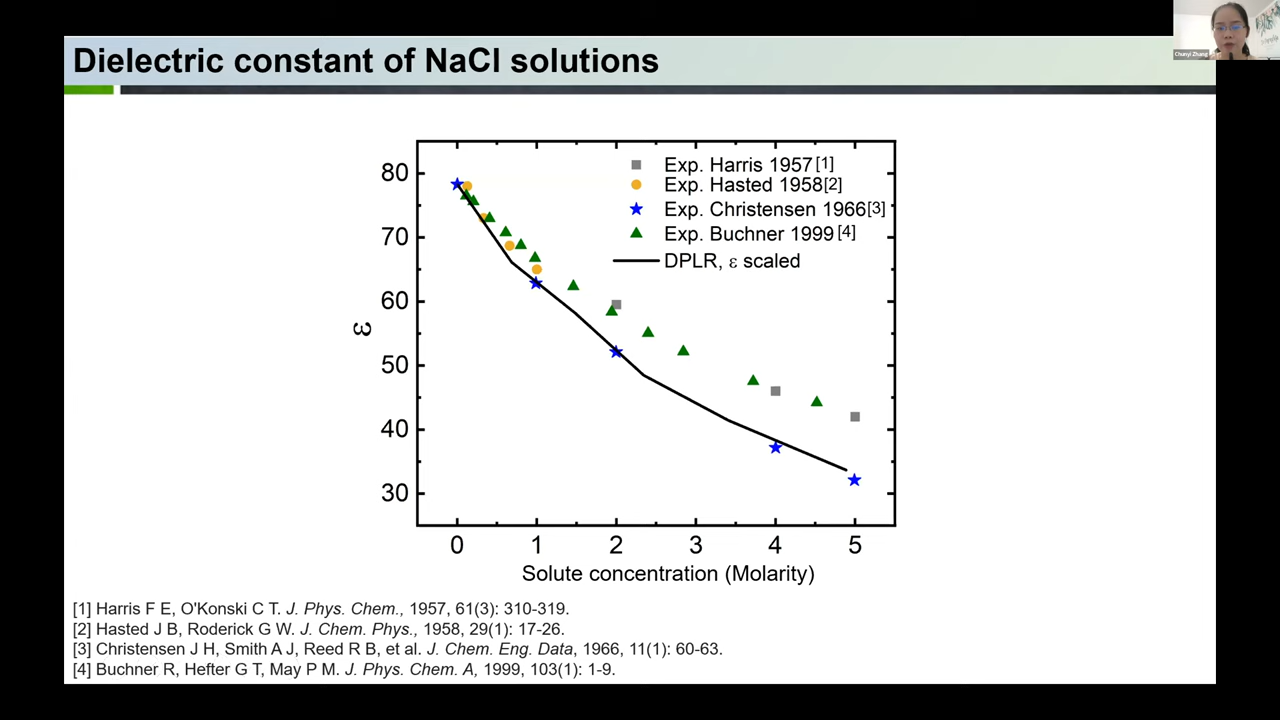 Dielectric constant of NaCl solutions
Chunyi Zhang
80
70
60
50
40
30
ε
Exp. Harris 1957[1]
Exp. Hasted 1958[2]
Exp. Christensen 1966[3]
Exp. Buchner 1999[4]
DPLR, ε scaled
0 1 2 3 4 5
Solute concentration (Molarity)
[1] Harris F E, O'Konski C T. J. Phys. Chem., 1957, 61(3): 310-319.
[2] Hasted J B, Roderick G W. J. Chem. Phys., 1958, 29(1): 17-26.
[3] Christensen J H, Smith A J, Reed R B, et al. J. Chem. Eng. Data, 1966, 11(1): 60-63.
[4] Buchner R, Hefter G T, May P M. J. Phys. Chem. A, 1999, 103(1): 1-9.